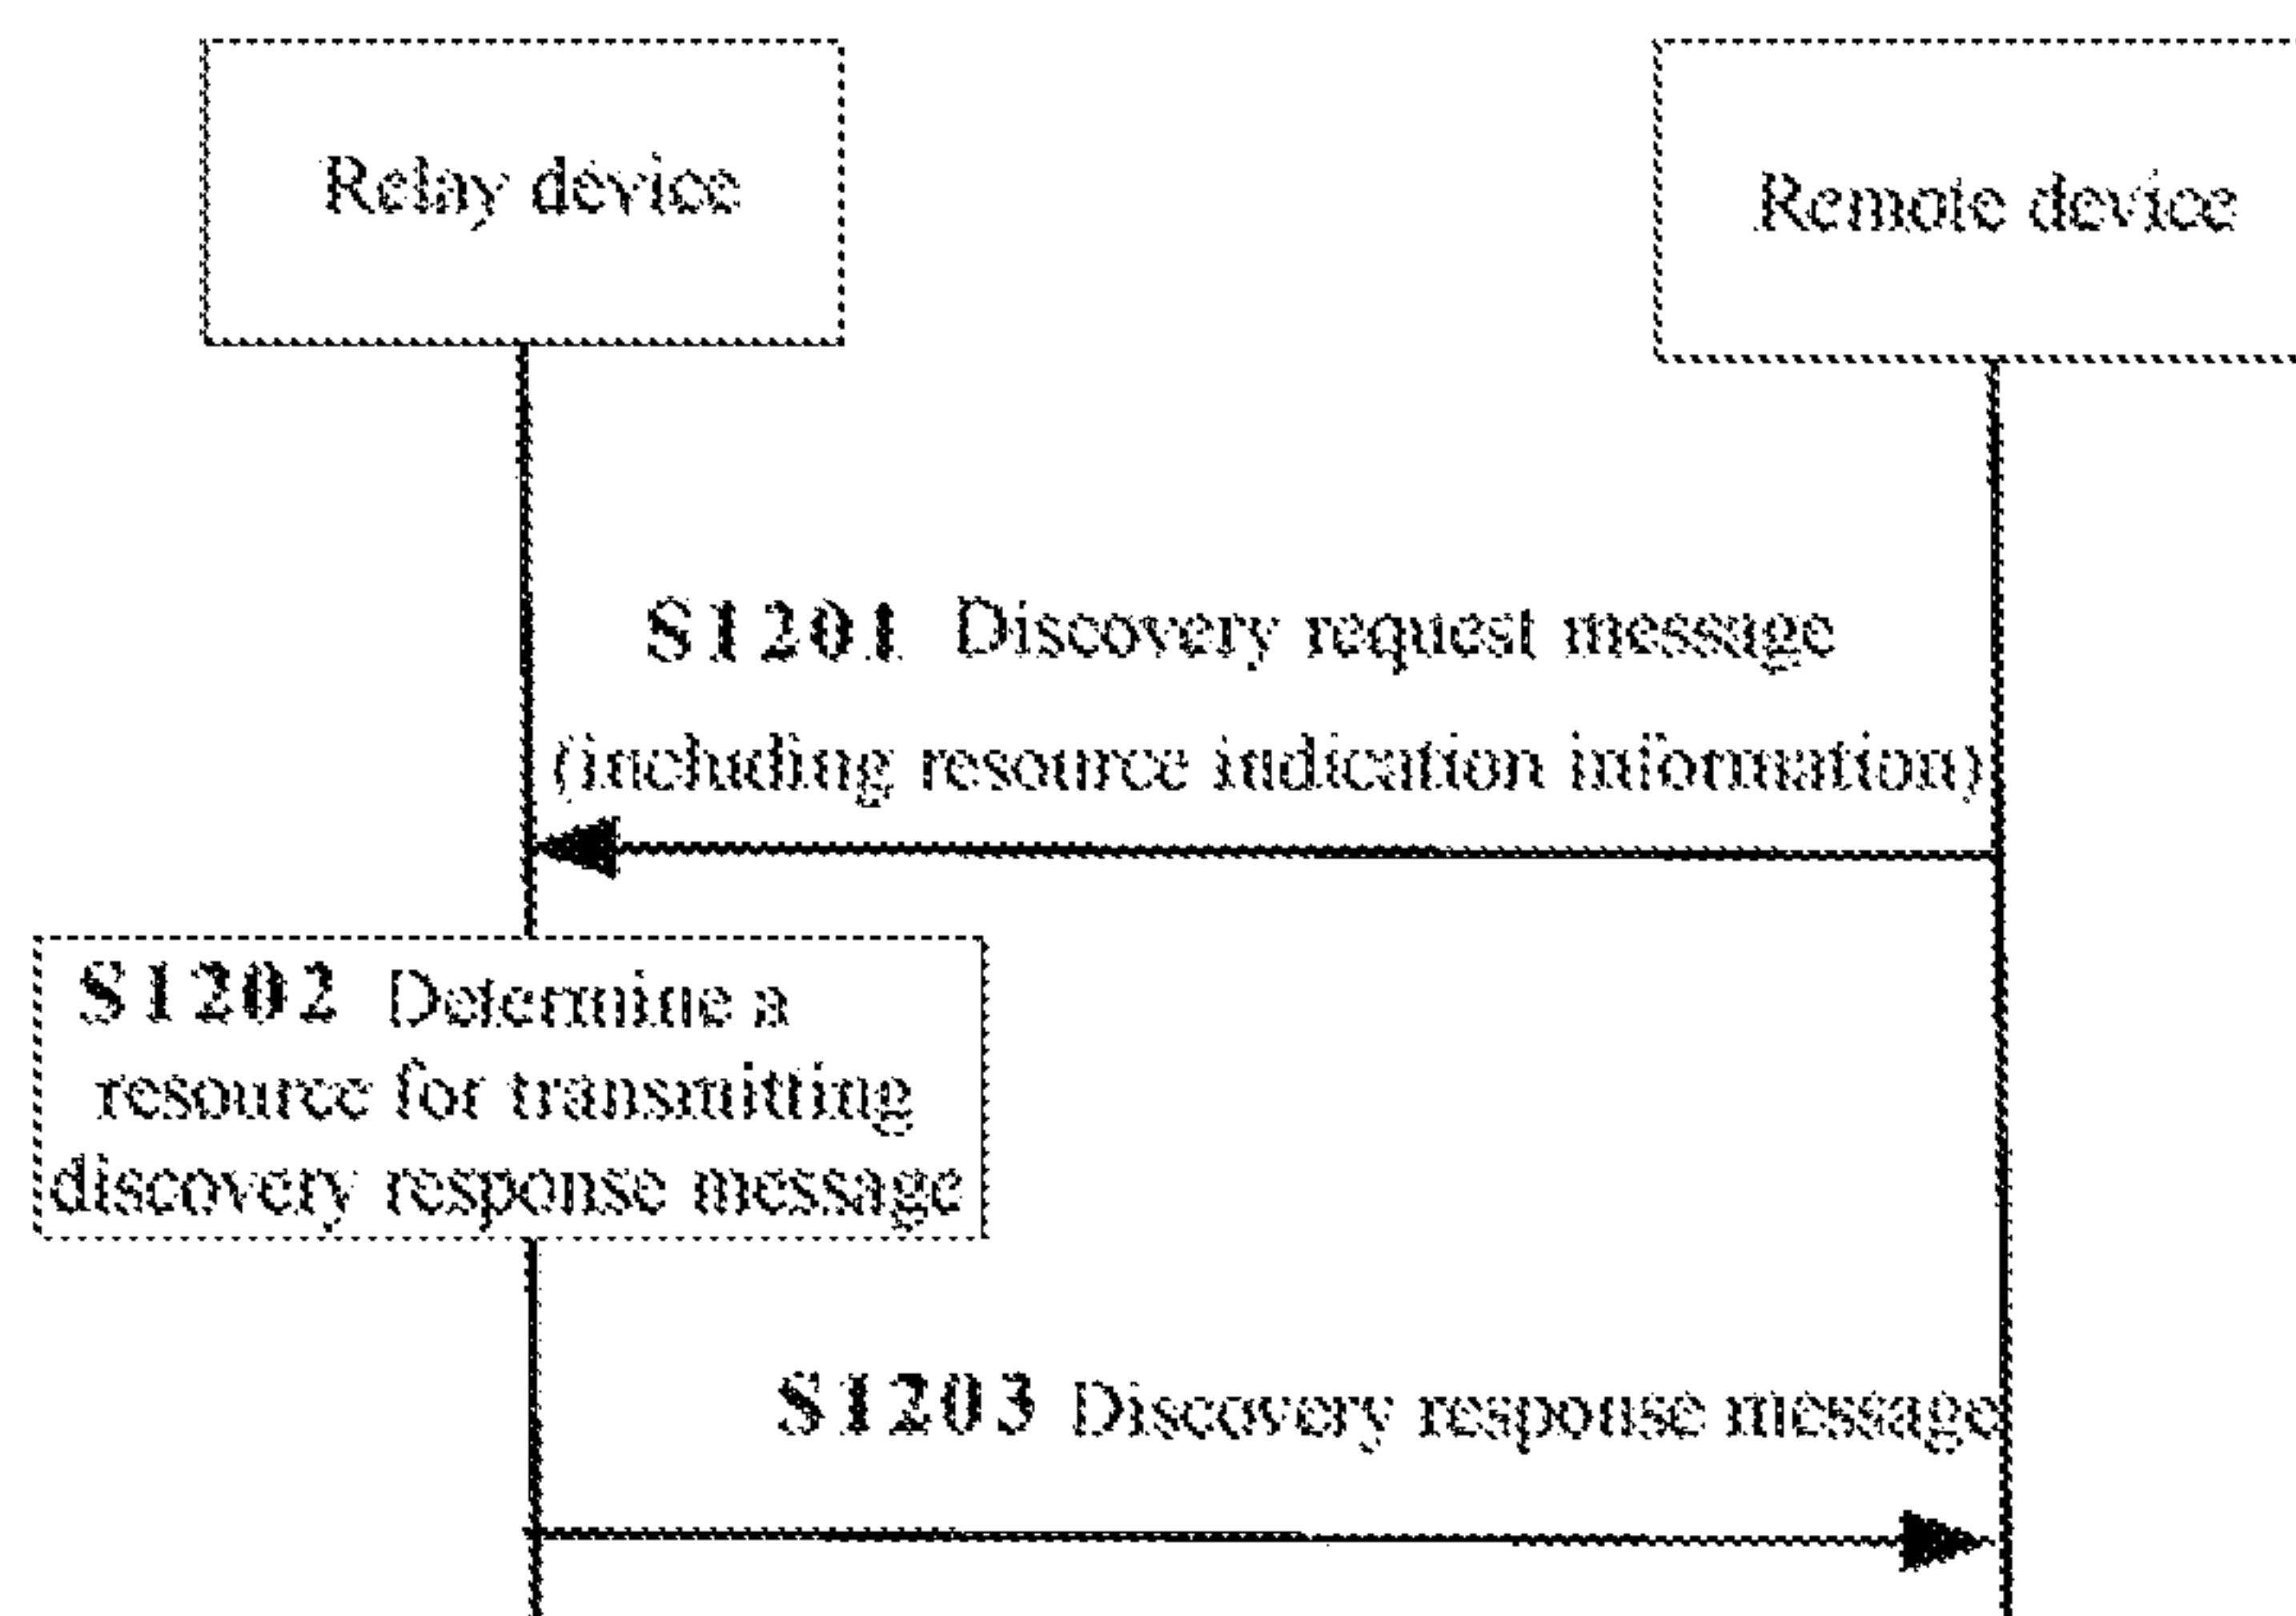 Relay device
Remote device
S1201 Discovery request message
(including resource indication information)
S1202 Determine a
resource for transmitting
discovery response message
S1203 Discovery response message